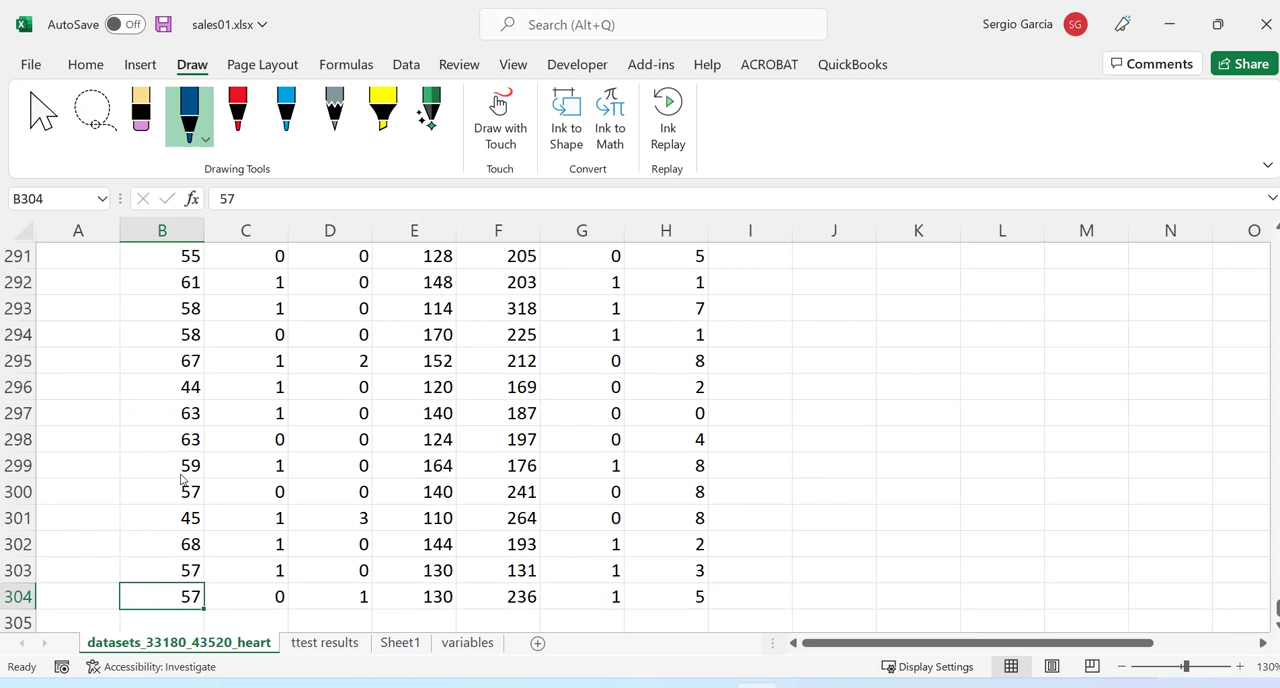 AutoSave Off sales01.xlsx Search (Alt+Q) Sergio Garcia SG
File Home Insert Draw Page Layout Formulas Data Review View Developer Add-ins Help ACROBAT QuickBooks Comments Share
Draw with Touch Ink to Shape Ink to Math Ink Replay
Drawing Tools Touch Convert Replay
B304 fx 57
A B C D E F G H I J K L M N O
291 55 0 0 128 205 0 5
292 61 1 0 148 203 1 1
293 58 1 0 114 318 1 7
294 58 0 0 170 225 1 1
295 67 1 2 152 212 0 8
296 44 1 0 120 169 0 2
297 63 1 0 140 187 0 0
298 63 0 0 124 197 0 4
299 59 1 0 164 176 1 8
300 57 0 0 140 241 0 8
301 45 1 3 110 264 0 8
302 68 1 0 144 193 1 2
303 57 1 0 130 131 1 3
304 57 0 1 130 236 1 5
305
datasets_33180_43520_heart ttest results Sheet1 variables
Ready Accessibility: Investigate Display Settings 130%